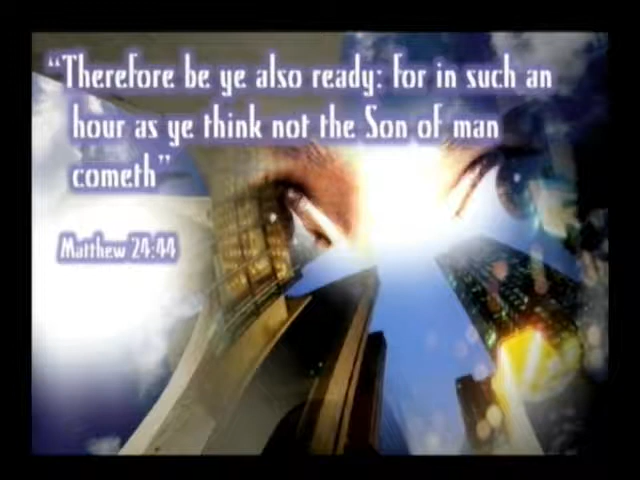 “Therefore be ye also ready: for in such an
hour as ye think not the Son of man
cometh”
Matthew 24:44